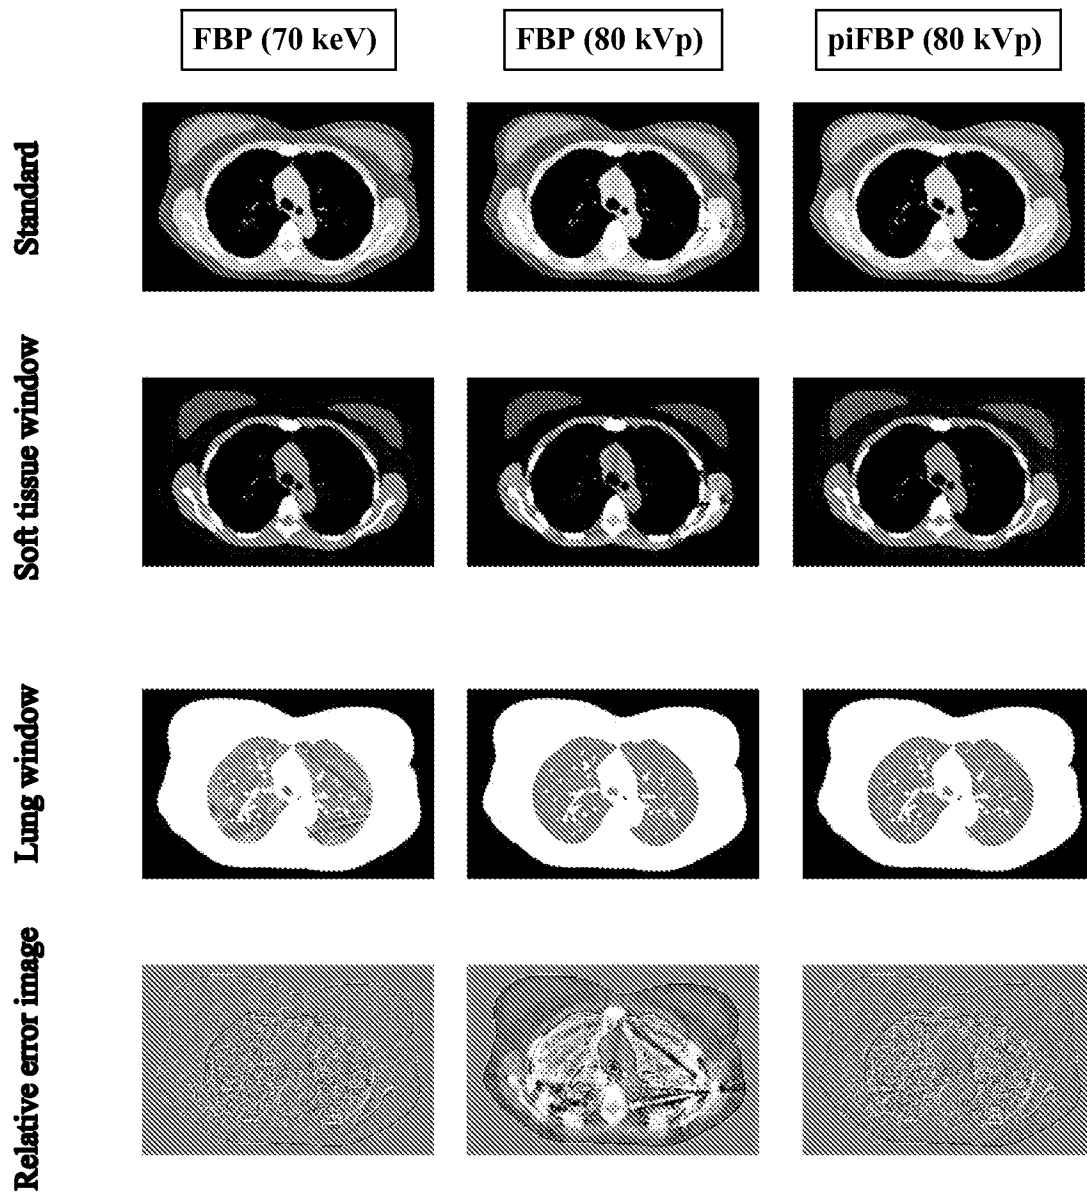 FBP (70 keV)
FBP (80 kVp)
piFBP (80 kVp)
Standard
Soft tissue window
Lung window
Relative error image